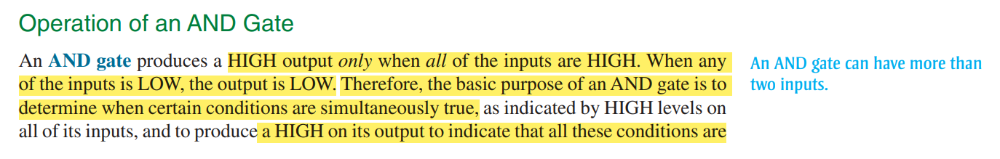 Operation of an AND Gate
An AND gate produces a HIGH output only when all of the inputs are HIGH. When any
of the inputs is LOW, the output is LOW. Therefore, the basic purpose of an AND gate is to
determine when certain conditions are simultaneously true, as indicated by HIGH levels on
all of its inputs, and to produce a HIGH on its output to indicate that all these conditions are
An AND gate can have more than
two inputs.